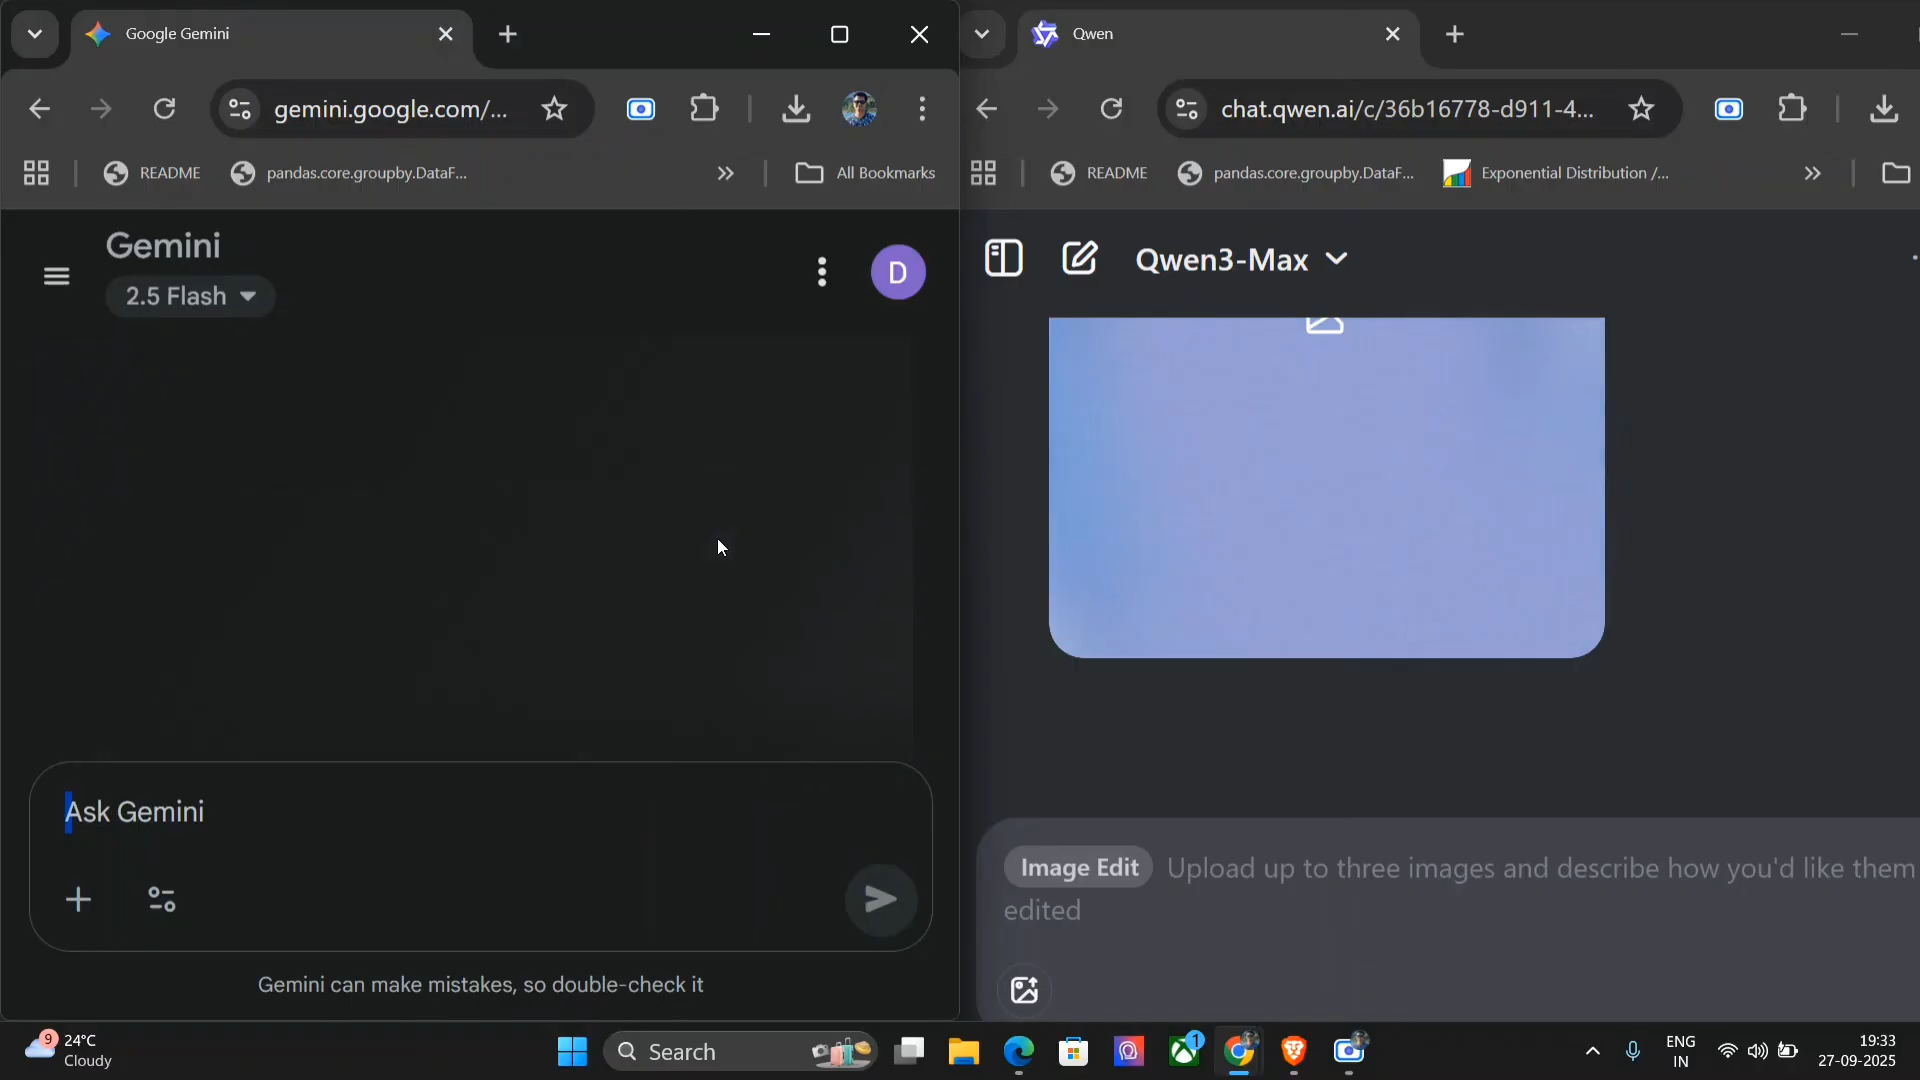 Google Gemini
Qwen
gemini.google.com/...
chat.qwen.ai/c/36b16778-d911-4...
README
pandas.core.groupby.DataF...
All Bookmarks
README
pandas.core.groupby.DataF...
Exponential Distribution /...
Gemini
2.5 Flash
D
Qwen3-Max
Ask Gemini
Gemini can make mistakes, so double-check it
Image Edit Upload up to three images and describe how you'd like them
edited
9
24°C
Cloudy
Search
1
ENG
IN
19:33
27-09-2025